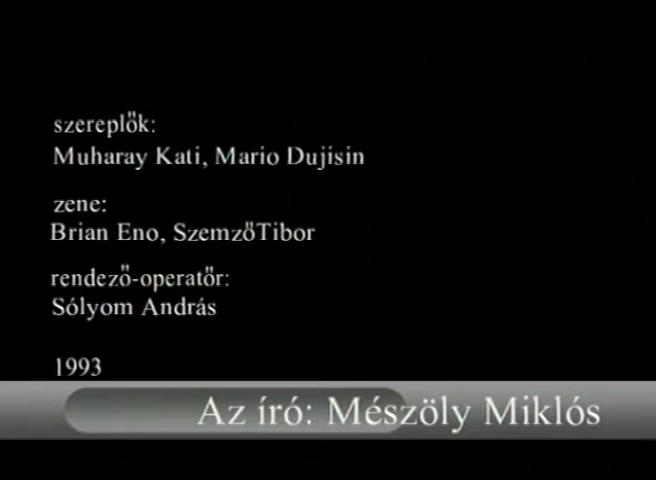 szereplők:
Muharay Kati, Mario Dujisin
zene:
Brian Eno, SzemzőTibor
rendező-operatőr:
Sólyom András
1993
Az író: Mészöly Miklós